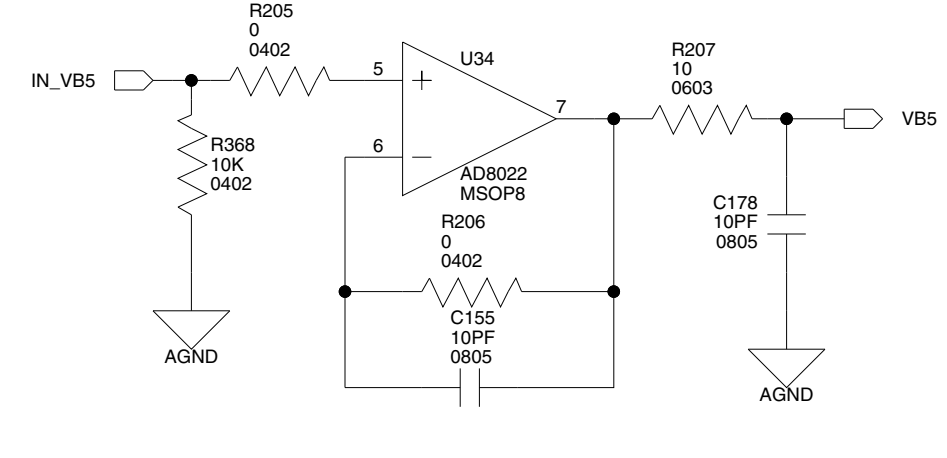 R205
0
0402
IN_VB5
R368
10K
0402
AGND
5
+
6
−
U34
AD8022
MSOP8
7
R206
0
0402
C155
10PF
0805
R207
10
0603
VB5
C178
10PF
0805
AGND